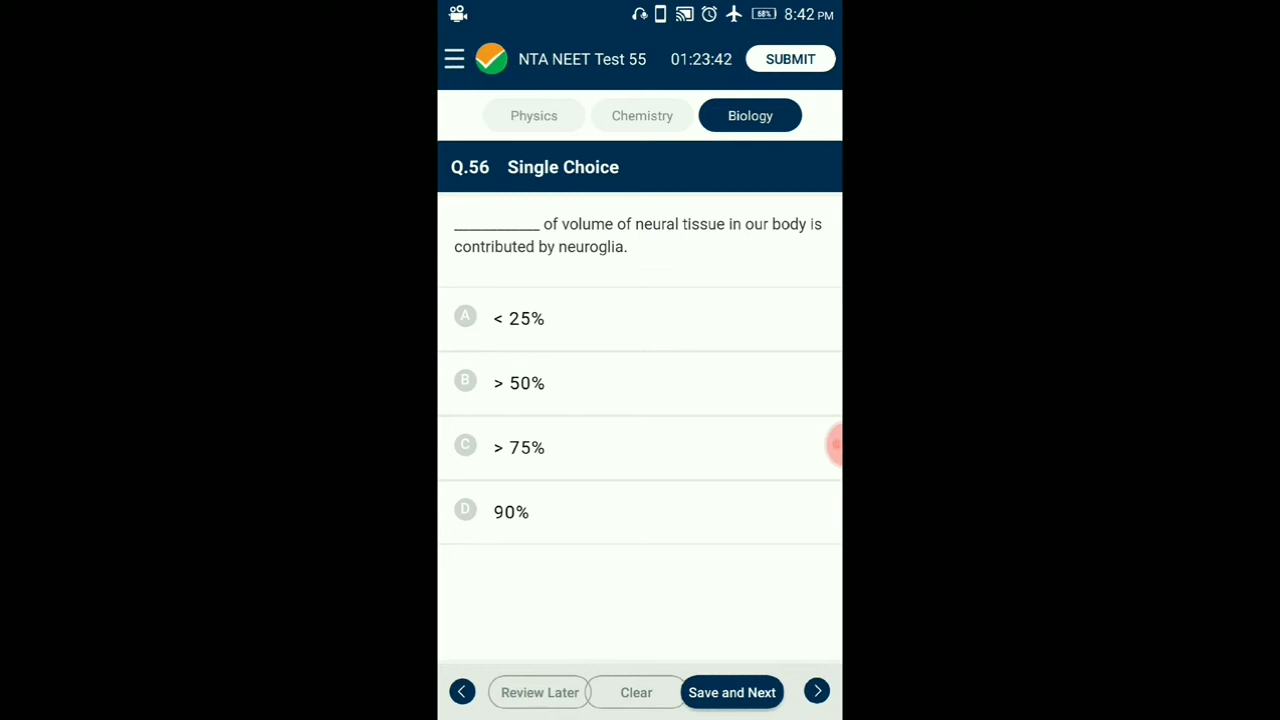 68% 8:42 PM
NTA NEET Test 55 01:23:42 SUBMIT
Physics Chemistry Biology
Q.56 Single Choice
__________ of volume of neural tissue in our body is
contributed by neuroglia.
A < 25%
B > 50%
C > 75%
D 90%
Review Later Clear Save and Next